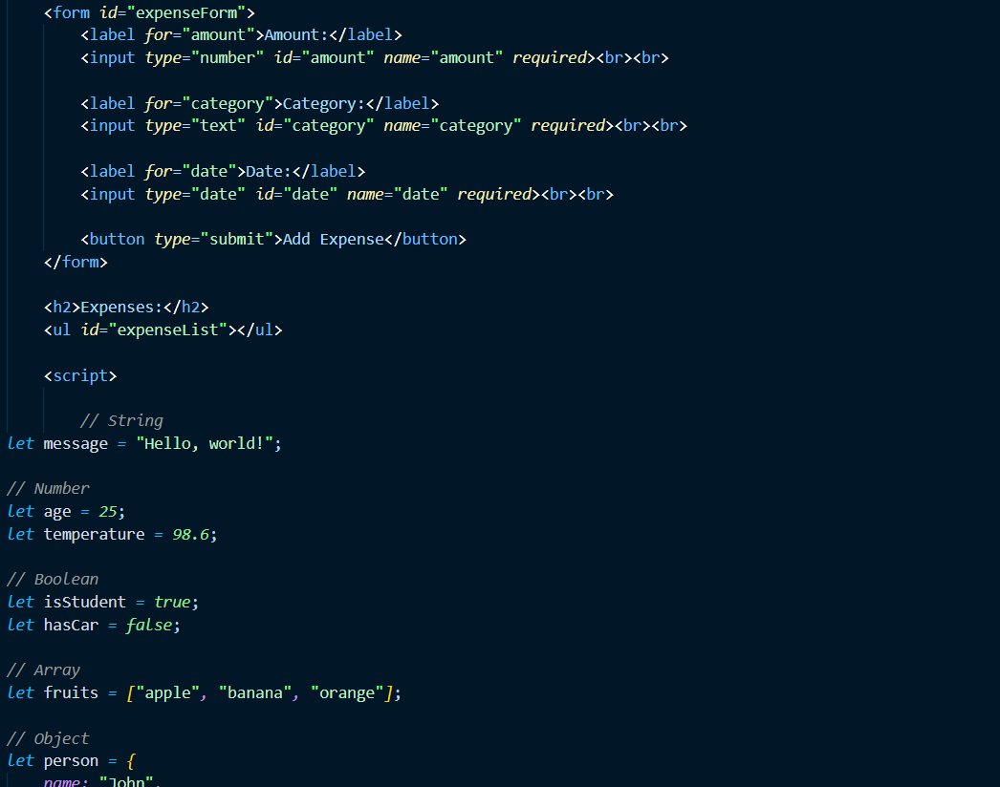 <form id="expenseForm">
<label for="amount">Amount:</label>
<input type="number" id="amount" name="amount" required><br><br>
<label for="category">Category:</label>
<input type="text" id="category" name="category" required><br><br>
<label for="date">Date:</label>
<input type="date" id="date" name="date" required><br><br>
<button type="submit">Add Expense</button>
</form>
<h2>Expenses:</h2>
<ul id="expenseList"></ul>
<script>
// String
let message = "Hello, world!";
// Number
let age = 25;
let temperature = 98.6;
// Boolean
let isStudent = true;
let hasCar = false;
// Array
let fruits = ["apple", "banana", "orange"];
// Object
let person = {
name: "John",